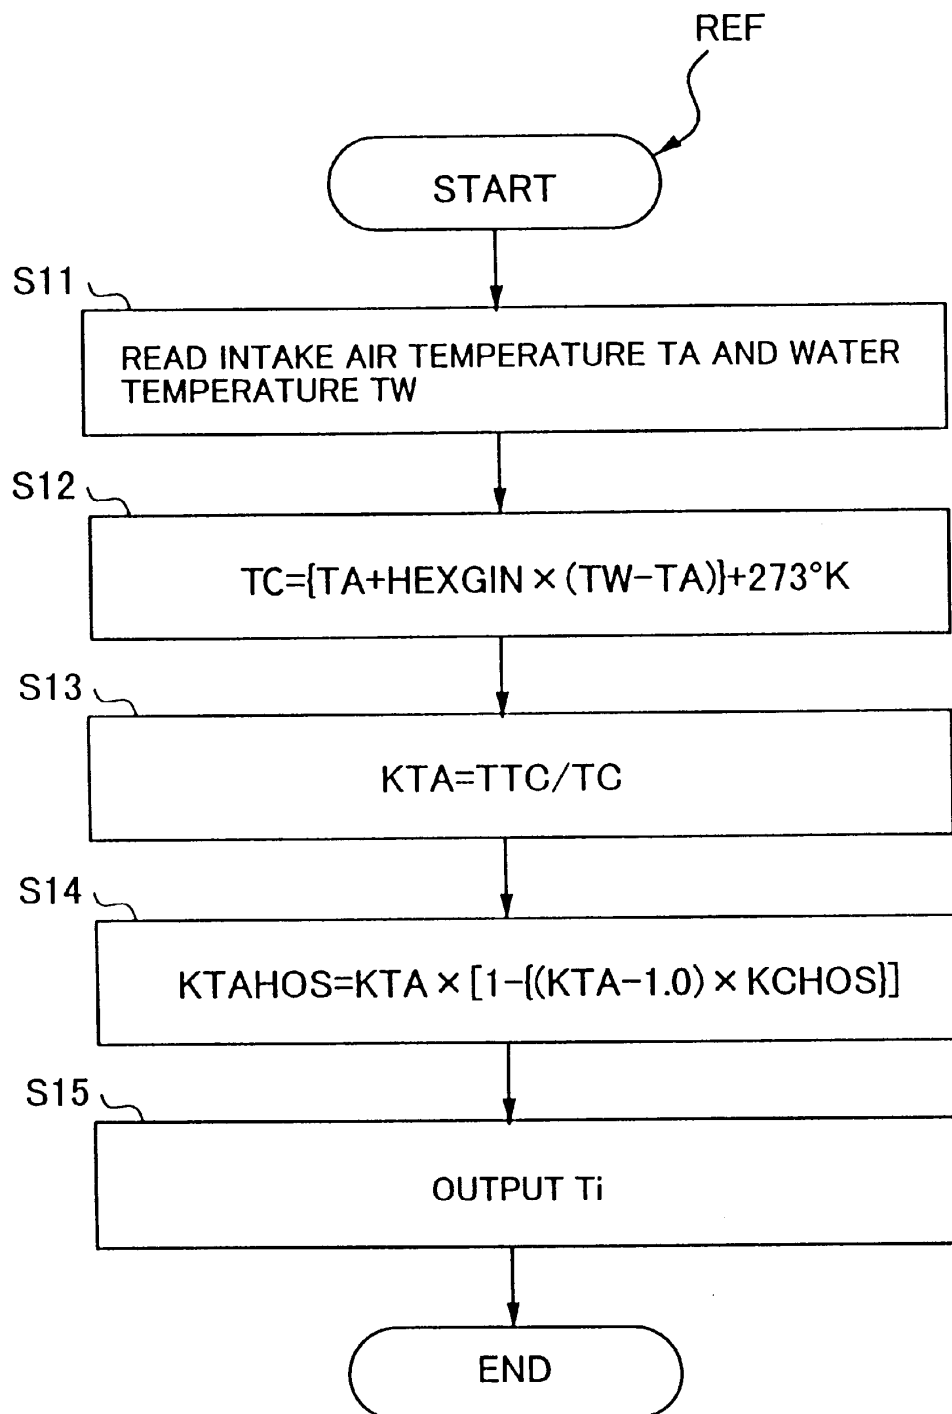 REF
START
S11
READ INTAKE AIR TEMPERATURE TA AND WATER
TEMPERATURE TW
S12
TC={TA+HEXGIN×(TW-TA)}+273°K
S13
KTA=TTC/TC
S14
KTAHOS=KTA×[1-{(KTA-1.0)×KCHOS}]
S15
OUTPUT Ti
END